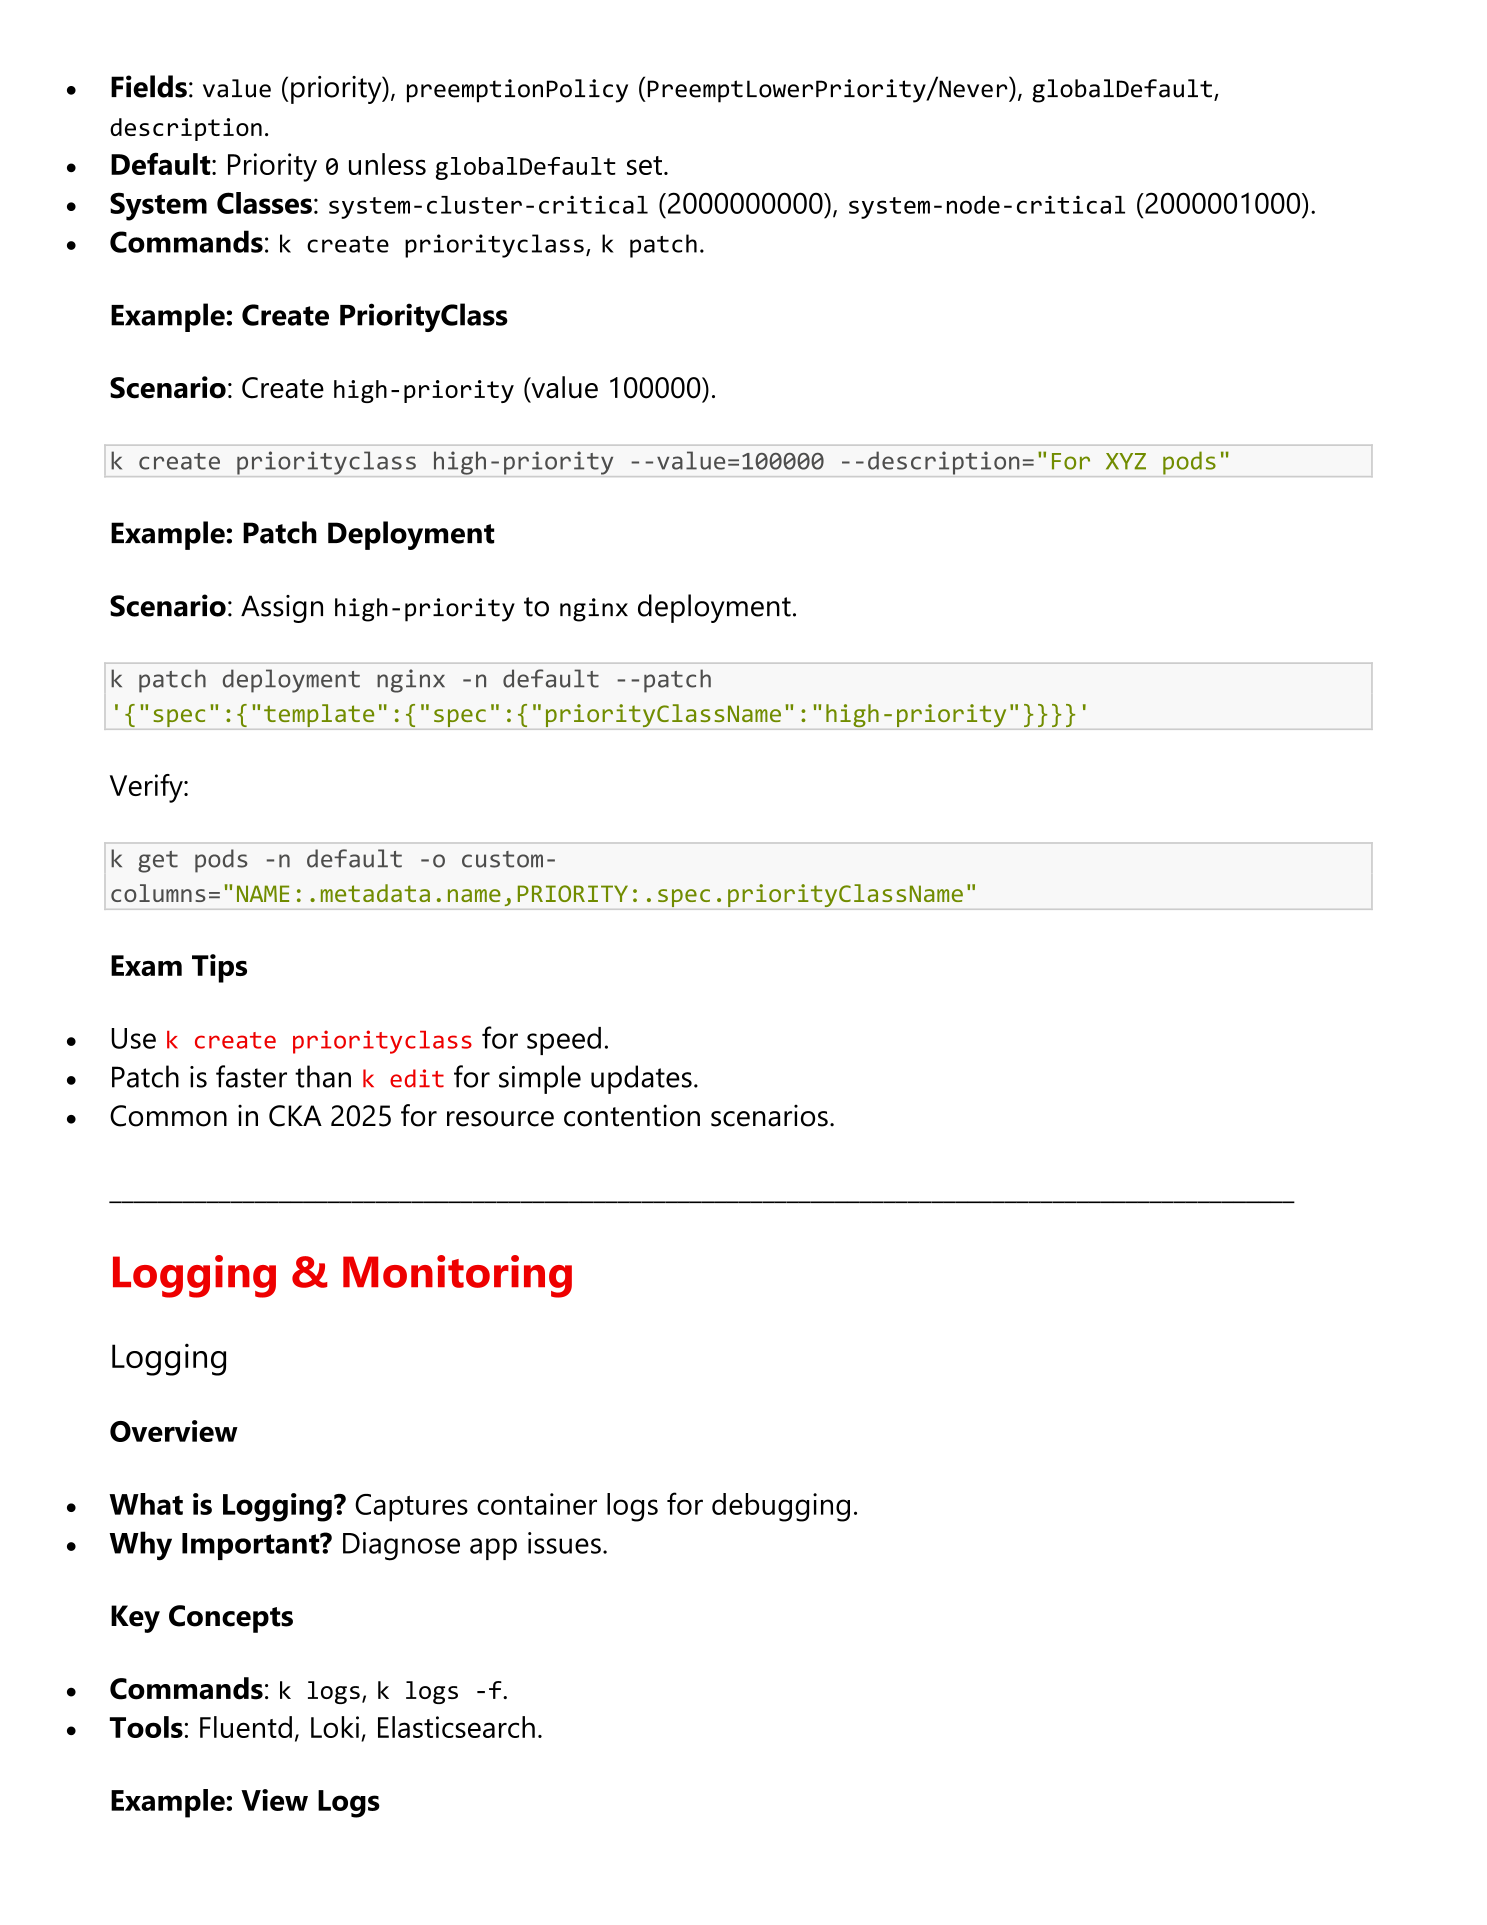 • Fields: value (priority), preemptionPolicy (PreemptLowerPriority/Never), globalDefault,
description.
• Default: Priority 0 unless globalDefault set.
• System Classes: system-cluster-critical (2000000000), system-node-critical (2000001000).
• Commands: k create priorityclass, k patch.
Example: Create PriorityClass
Scenario: Create high-priority (value 100000).
k create priorityclass high-priority --value=100000 --description="For XYZ pods"
Example: Patch Deployment
Scenario: Assign high-priority to nginx deployment.
k patch deployment nginx -n default --patch
'{"spec":{"template":{"spec":{"priorityClassName":"high-priority"}}}}'
Verify:
k get pods -n default -o custom-
columns="NAME:.metadata.name,PRIORITY:.spec.priorityClassName"
Exam Tips
• Use k create priorityclass for speed.
• Patch is faster than k edit for simple updates.
• Common in CKA 2025 for resource contention scenarios.
Logging & Monitoring
Logging
Overview
• What is Logging? Captures container logs for debugging.
• Why Important? Diagnose app issues.
Key Concepts
• Commands: k logs, k logs -f.
• Tools: Fluentd, Loki, Elasticsearch.
Example: View Logs